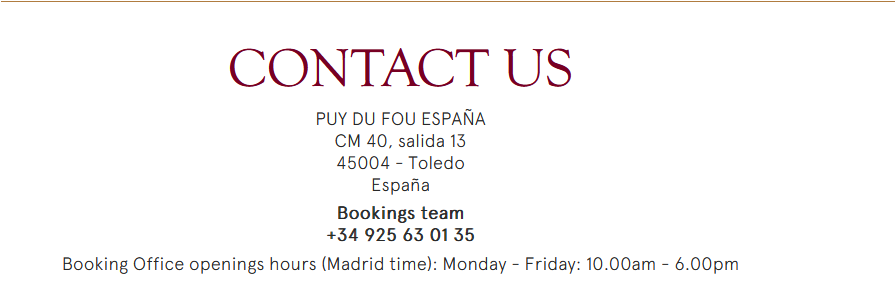 CONTACT US
PUY DU FOU ESPAÑA
CM 40, salida 13
45004 - Toledo
España
Bookings team
+34 925 63 01 35
Booking Office openings hours (Madrid time): Monday - Friday: 10.00am - 6.00pm